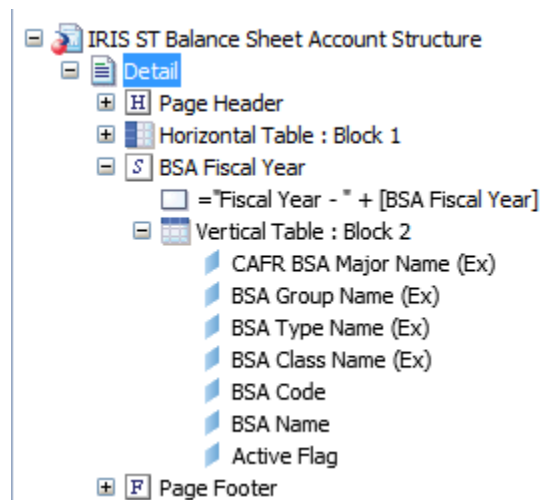 IRIS ST Balance Sheet Account Structure
Detail
H Page Header
Horizontal Table : Block 1
S BSA Fiscal Year
="Fiscal Year - " + [BSA Fiscal Year]
Vertical Table : Block 2
CAFR BSA Major Name (Ex)
BSA Group Name (Ex)
BSA Type Name (Ex)
BSA Class Name (Ex)
BSA Code
BSA Name
Active Flag
F Page Footer